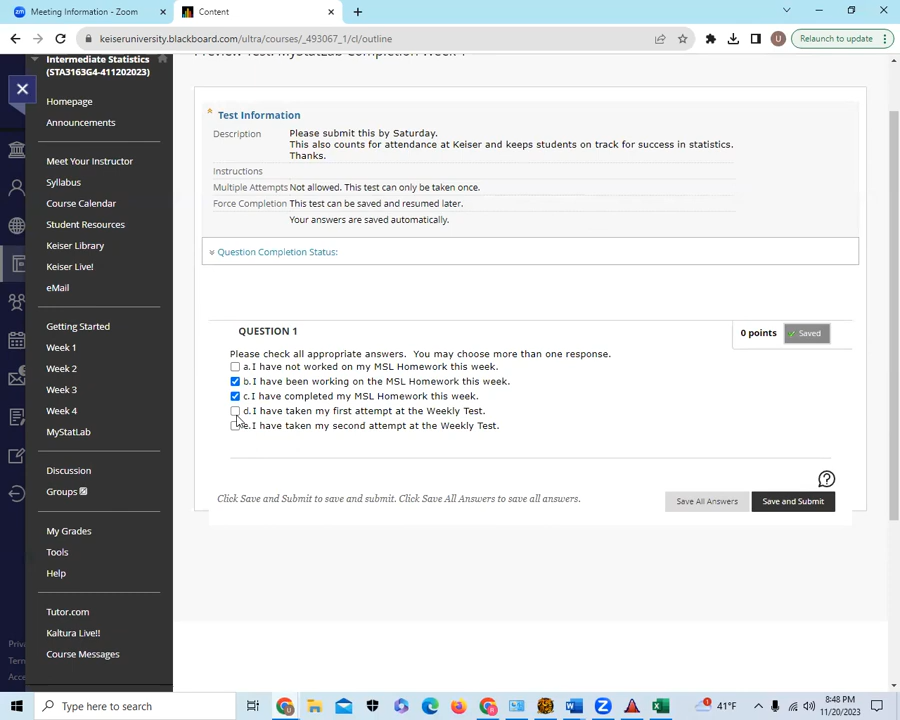 Meeting Information - Zoom
Content
keiseruniversity.blackboard.com/ultra/courses/_493067_1/cl/outline
U
Relaunch to update
Intermediate Statistics
(STA3163G4-411202023)
Homepage
Announcements
Meet Your Instructor
Syllabus
Course Calendar
Student Resources
Keiser Library
Keiser Live!
eMail
Getting Started
Week 1
Week 2
Week 3
Week 4
MyStatLab
Discussion
Groups
My Grades
Tools
Help
Tutor.com
Kaltura Live!!
Course Messages
Test Information
Description
Please submit this by Saturday.
This also counts for attendance at Keiser and keeps students on track for success in statistics.
Thanks.
Instructions
Multiple Attempts Not allowed. This test can only be taken once.
Force Completion This test can be saved and resumed later.
Your answers are saved automatically.
Question Completion Status:
QUESTION 1
0 points
Saved
Please check all appropriate answers. You may choose more than one response.
a. I have not worked on my MSL Homework this week.
b. I have been working on the MSL Homework this week.
c. I have completed my MSL Homework this week.
d. I have taken my first attempt at the Weekly Test.
e. I have taken my second attempt at the Weekly Test.
Click Save and Submit to save and submit. Click Save All Answers to save all answers.
Save All Answers
Save and Submit
Type here to search
41°F
8:48 PM
11/20/2023